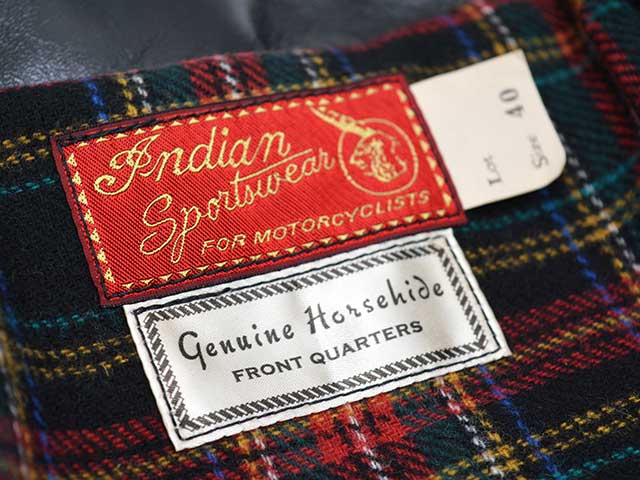 Indian
Sportswear
FOR MOTORCYCLISTS
Genuine Horsehide
FRONT QUARTERS
Lot.
Size. 40